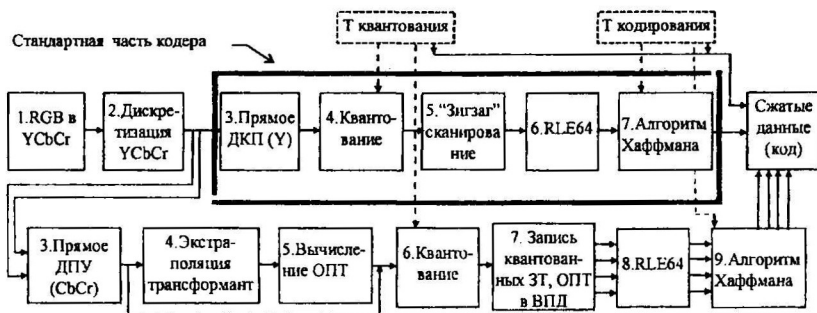 Т квантования
Т кодирования
Стандартная часть кодера
1.RGB в
YCbCr
2.Дискре-
тизация
YCbCr
3.Прямое
ДКП (Y)
4.Кванто-
вание
5."Зигзаг"
сканирова
ние
6.RLE64
7.Алгоритм
Хаффмана
Сжатые
данные
(код)
3.Прямое
ДПУ
(CbCr)
4.Экстра-
поляция
трансформант
5.Вычисле-
ние ОПТ
6.Кванто-
вание
7. Запись
квантован-
ных ЗТ, ОПТ
в ВПД
8.RLE64
9.Алгоритм
Хаффмана